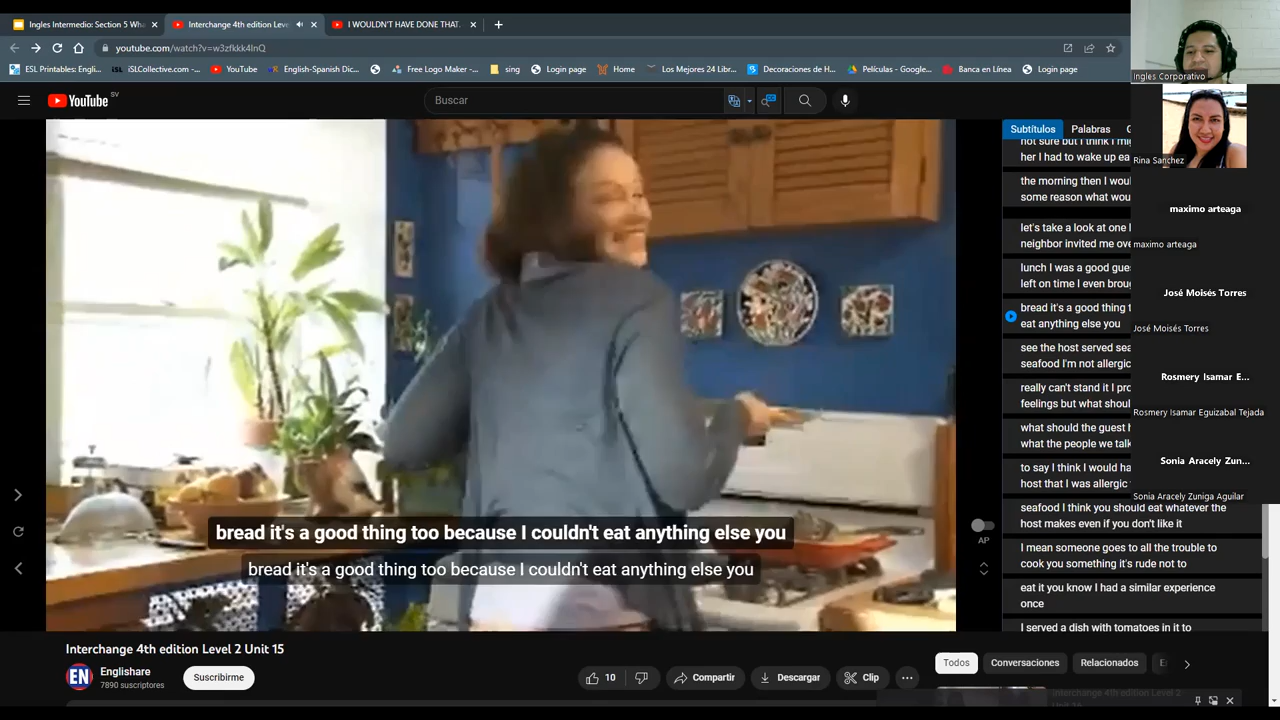 Ingles Intermedio: Section 5 Wha
Interchange 4th edition Leve
I WOULDN'T HAVE DONE THAT.
youtube.com/watch?v=w3zfkkk4lnQ
ESL Printables: Engli...
iSLCollective.com -...
YouTube
English-Spanish Dic...
Free Logo Maker -...
sing
Login page
Home
Los Mejores 24 Libr...
Decoraciones de H...
Películas - Google...
Banca en Línea
Login page
YouTube SV
Buscar
Subtítulos
Palabras
not sure but I think I mig
her I had to wake up ea
the morning then I woul
some reason what wou
let's take a look at one
neighbor invited me ove
lunch I was a good gues
left on time I even broug
bread it's a good thing t
eat anything else you
see the host served sea
seafood I'm not allergic
really can't stand it I pro
feelings but what shoul
what should the guest h
what the people we talk
to say I think I would ha
host that I was allergic
seafood I think you should eat whatever the
host makes even if you don't like it
I mean someone goes to all the trouble to
cook you something it's rude not to
eat it you know I had a similar experience
once
I served a dish with tomatoes in it to
AP
bread it's a good thing too because I couldn't eat anything else you
bread it's a good thing too because I couldn't eat anything else you
Interchange 4th edition Level 2 Unit 15
EN
Englishare
7890 suscriptores
Suscribirme
10
Compartir
Descargar
Clip
Todos
Conversaciones
Relacionados
Interchange 4th edition Level 2
Ingles Corporativo
Rina Sanchez
maximo arteaga
maximo arteaga
José Moisés Torres
José Moisés Torres
Rosmery Isamar E...
Rosmery Isamar Eguizabal Tejada
Sonia Aracely Zun...
Sonia Aracely Zuniga Aguilar